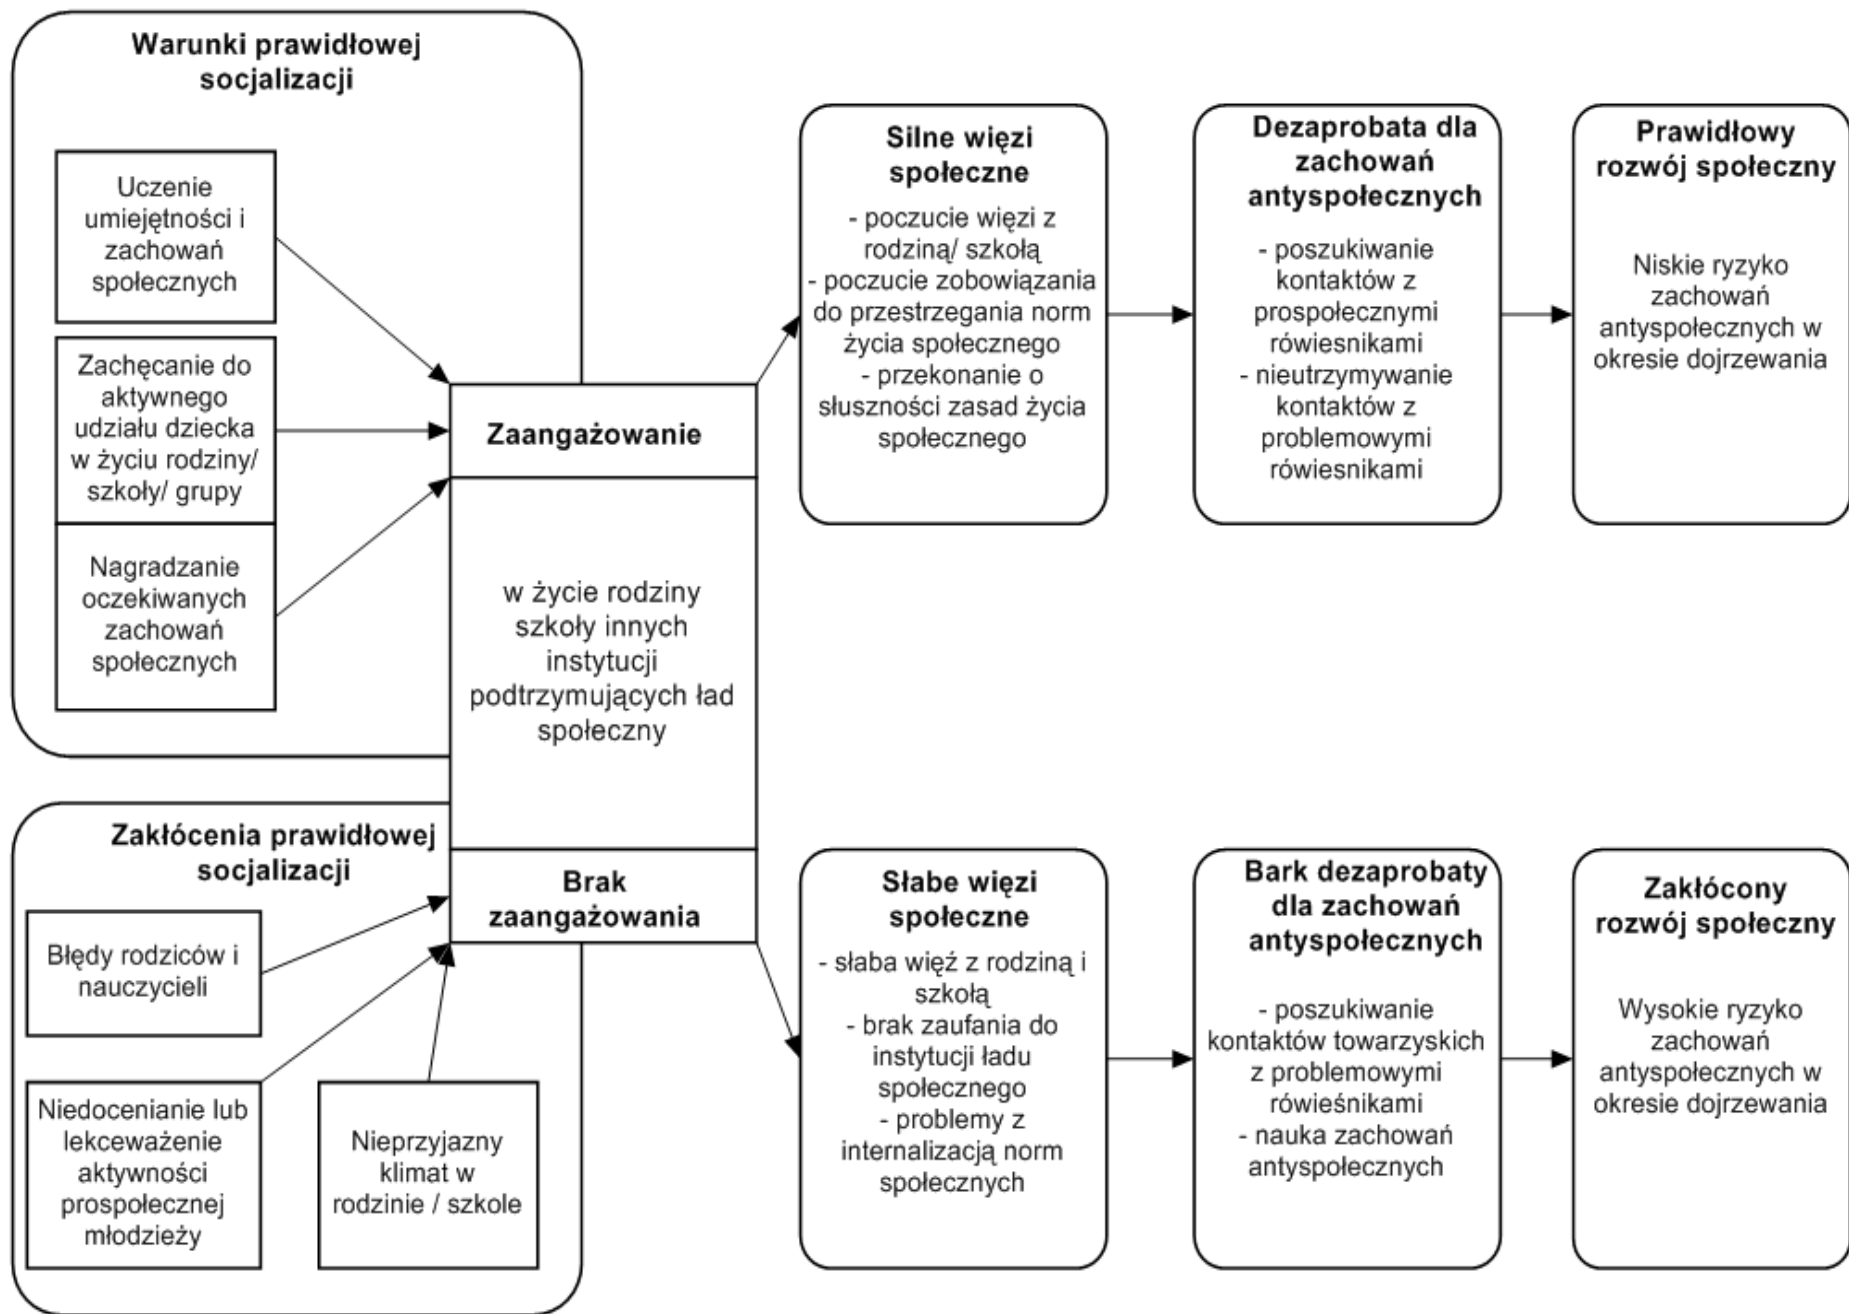 Warunki prawidłowej
socjalizacji
Uczenie
umiejętności i
zachowań
społecznych
Zachęcanie do
aktywnego
udziału dziecka
w życiu rodziny/
szkoły/ grupy
Nagradzanie
oczekiwanych
zachowań
społecznych
Zaangażowanie
w życie rodziny
szkoły innych
instytucji
podtrzymujących ład
społeczny
Silne więzi
społeczne
- poczucie więzi z
rodziną/ szkołą
- poczucie zobowiązania
do przestrzegania norm
życia społecznego
- przekonanie o
słuszności zasad życia
społecznego
Dezaprobata dla
zachowań
antyspołecznych
- poszukiwanie
kontaktów z
prospołecznymi
rówiesnikami
- nieutrzymywanie
kontaktów z
problemowymi
rówiesnikami
Prawidłowy
rozwój społeczny
Niskie ryzyko
zachowań
antyspołecznych w
okresie dojrzewania
Zakłócenia prawidłowej
socjalizacji
Błędy rodziców i
nauczycieli
Niedocenianie lub
lekceważenie
aktywności
prospołecznej
młodzieży
Nieprzyjazny
klimat w
rodzinie / szkole
Brak
zaangażowania
Słabe więzi
społeczne
- słaba więź z rodziną i
szkołą
- brak zaufania do
instytucji ładu
społecznego
- problemy z
internalizacją norm
społecznych
Bark dezaprobaty
dla zachowań
antyspołecznych
- poszukiwanie
kontaktów towarzyskich
z problemowymi
rówieśnikami
- nauka zachowań
antyspołecznych
Zakłócony
rozwój społeczny
Wysokie ryzyko
zachowań
antyspołecznych w
okresie dojrzewania